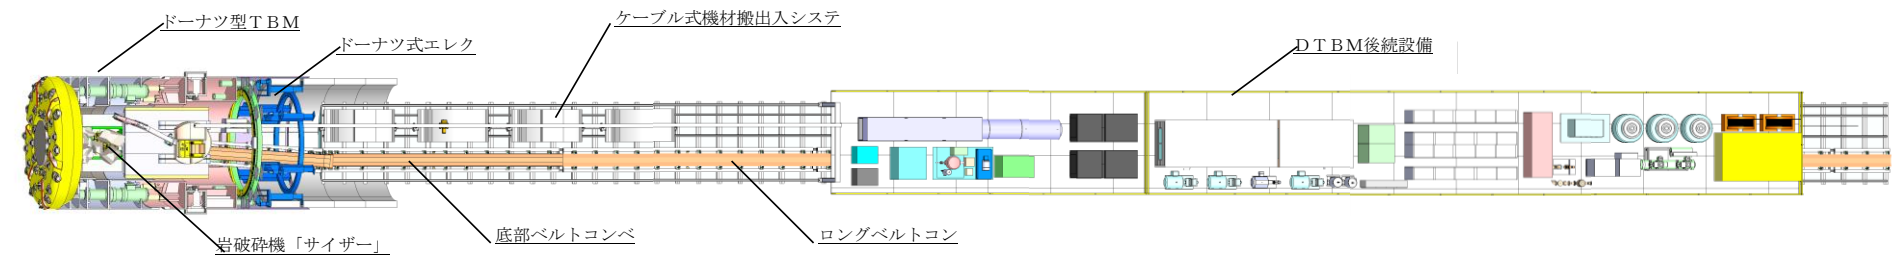 ドーナツ型ＴＢＭ
ケーブル式機材搬出入システ
ドーナツ式エレク
ＤＴＢＭ後続設備
岩破砕機「サイザー」
底部ベルトコンベ
ロングベルトコン